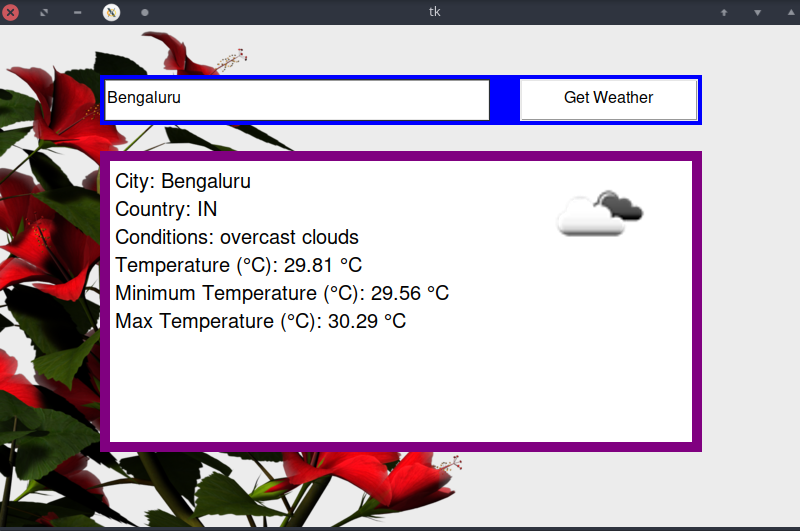 tk
Bengaluru
Get Weather
City: Bengaluru
Country: IN
Conditions: overcast clouds
Temperature (°C): 29.81 °C
Minimum Temperature (°C): 29.56 °C
Max Temperature (°C): 30.29 °C